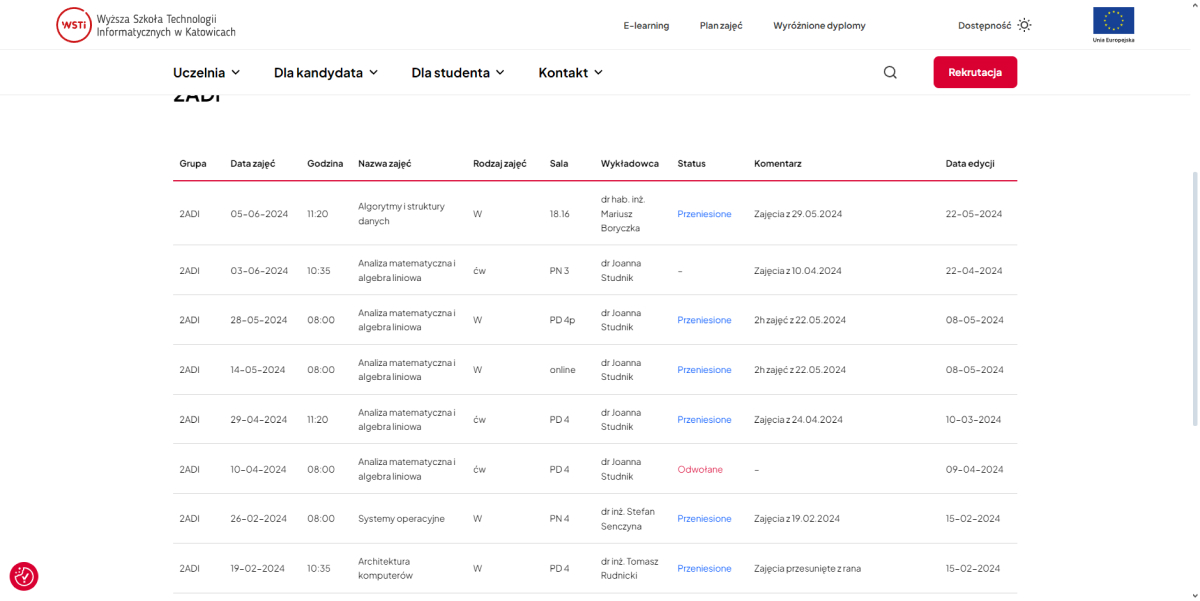 WSTi
Wyższa Szkoła Technologii
Informatycznych w Katowicach
E-learning
Plan zajęć
Wyróżnione dyplomy
Dostępność
Unia Europejska
Uczelnia
Dla kandydata
Dla studenta
Kontakt
Rekrutacja
2ADI
Grupa Data zajęć Godzina Nazwa zajęć Rodzaj zajęć Sala Wykładowca Status Komentarz Data edycji
2ADI 05-06-2024 11:20 Algorytmy i struktury danych W 18.16 dr hab. inż. Mariusz Boryczka Przeniesione Zajęcia z 29.05.2024 22-05-2024
2ADI 03-06-2024 10:35 Analiza matematyczna i algebra liniowa ćw PN 3 dr Joanna Studnik – Zajęcia z 10.04.2024 22-04-2024
2ADI 28-05-2024 08:00 Analiza matematyczna i algebra liniowa W PD 4p dr Joanna Studnik Przeniesione 2h zajęć z 22.05.2024 08-05-2024
2ADI 14-05-2024 08:00 Analiza matematyczna i algebra liniowa W online dr Joanna Studnik Przeniesione 2h zajęć z 22.05.2024 08-05-2024
2ADI 29-04-2024 11:20 Analiza matematyczna i algebra liniowa ćw PD 4 dr Joanna Studnik Przeniesione Zajęcia z 24.04.2024 10-03-2024
2ADI 10-04-2024 08:00 Analiza matematyczna i algebra liniowa ćw PD 4 dr Joanna Studnik Odwołane – 09-04-2024
2ADI 26-02-2024 08:00 Systemy operacyjne W PN 4 dr inż. Stefan Senczyna Przeniesione Zajęcia z 19.02.2024 15-02-2024
2ADI 19-02-2024 10:35 Architektura komputerów W PD 4 dr inż. Tomasz Rudnicki Przeniesione Zajęcia przesunięte z rana 15-02-2024